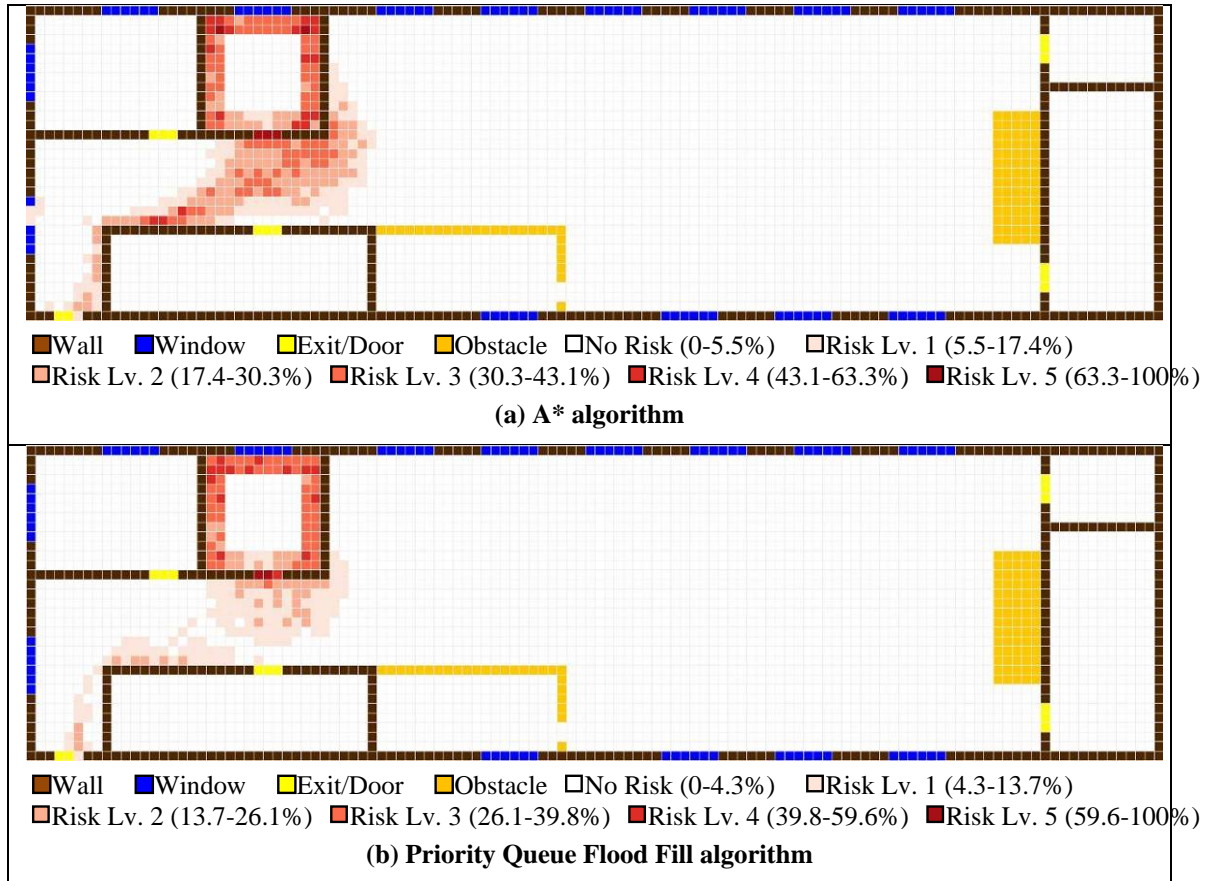 Wall Window Exit/Door Obstacle No Risk (0-5.5%) Risk Lv. 1 (5.5-17.4%)
Risk Lv. 2 (17.4-30.3%) Risk Lv. 3 (30.3-43.1%) Risk Lv. 4 (43.1-63.3%) Risk Lv. 5 (63.3-100%)
(a) A* algorithm
Wall Window Exit/Door Obstacle No Risk (0-4.3%) Risk Lv. 1 (4.3-13.7%)
Risk Lv. 2 (13.7-26.1%) Risk Lv. 3 (26.1-39.8%) Risk Lv. 4 (39.8-59.6%) Risk Lv. 5 (59.6-100%)
(b) Priority Queue Flood Fill algorithm